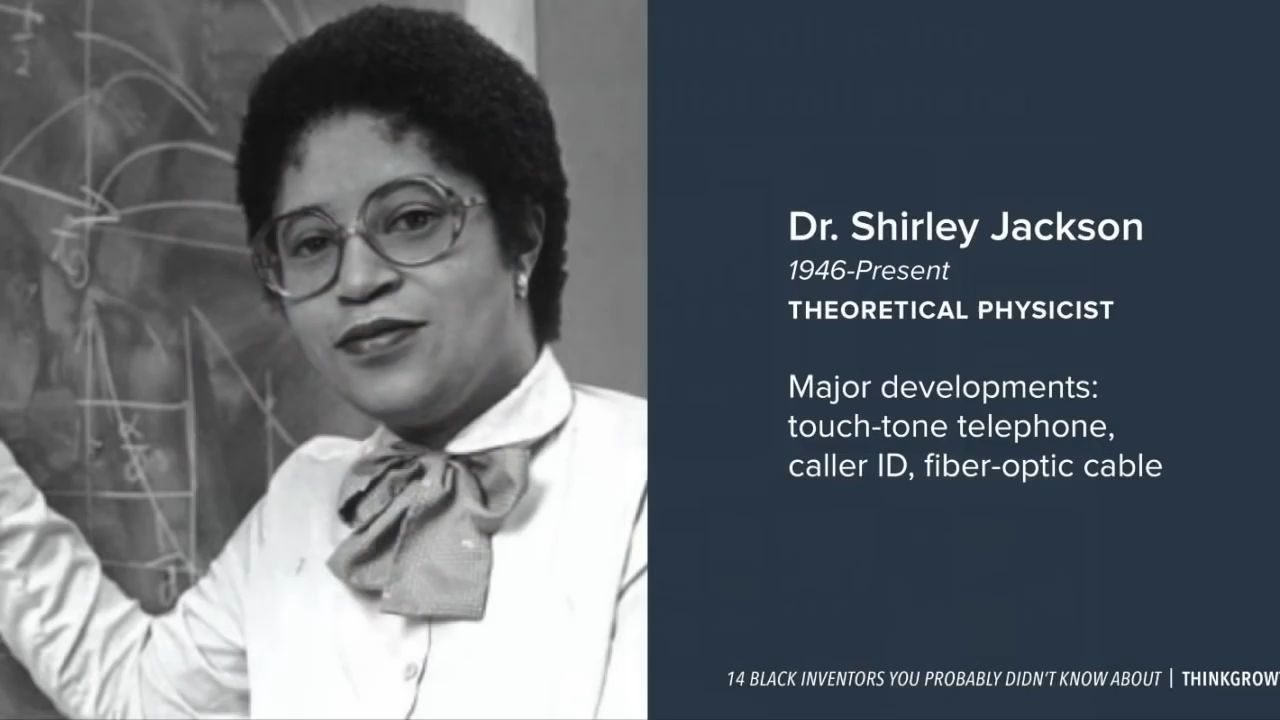 Dr. Shirley Jackson
1946-Present
THEORETICAL PHYSICIST
Major developments:
touch-tone telephone,
caller ID, fiber-optic cable
14 BLACK INVENTORS YOU PROBABLY DIDN'T KNOW ABOUT | THINKGROW